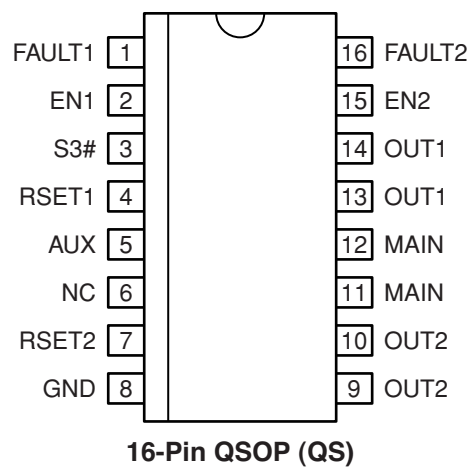 FAULT1 1 16 FAULT2
EN1 2 15 EN2
S3# 3 14 OUT1
RSET1 4 13 OUT1
AUX 5 12 MAIN
NC 6 11 MAIN
RSET2 7 10 OUT2
GND 8 9 OUT2
16-Pin QSOP (QS)